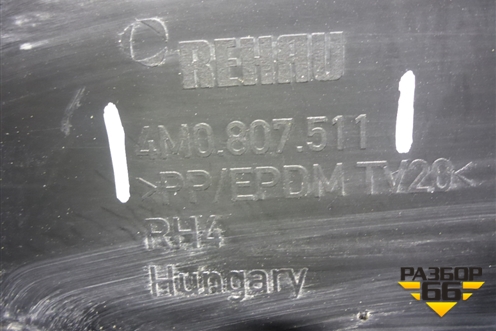 REHAU
4M0.807.511
>PP/EPDM TV20<
RH4
Hungary
РАЗБОР
66